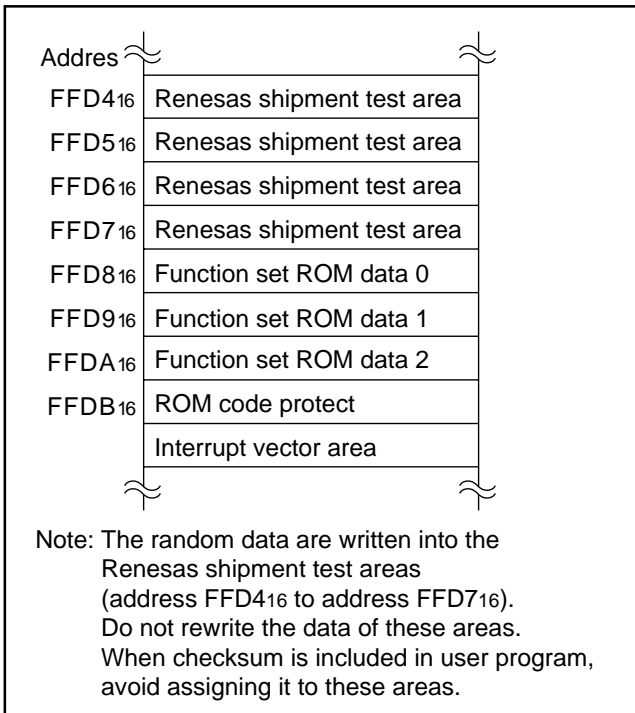 Addres
FFD416 Renesas shipment test area
FFD516 Renesas shipment test area
FFD616 Renesas shipment test area
FFD716 Renesas shipment test area
FFD816 Function set ROM data 0
FFD916 Function set ROM data 1
FFDA16 Function set ROM data 2
FFDB16 ROM code protect
Interrupt vector area
Note: The random data are written into the
Renesas shipment test areas
(address FFD416 to address FFD716).
Do not rewrite the data of these areas.
When checksum is included in user program,
avoid assigning it to these areas.